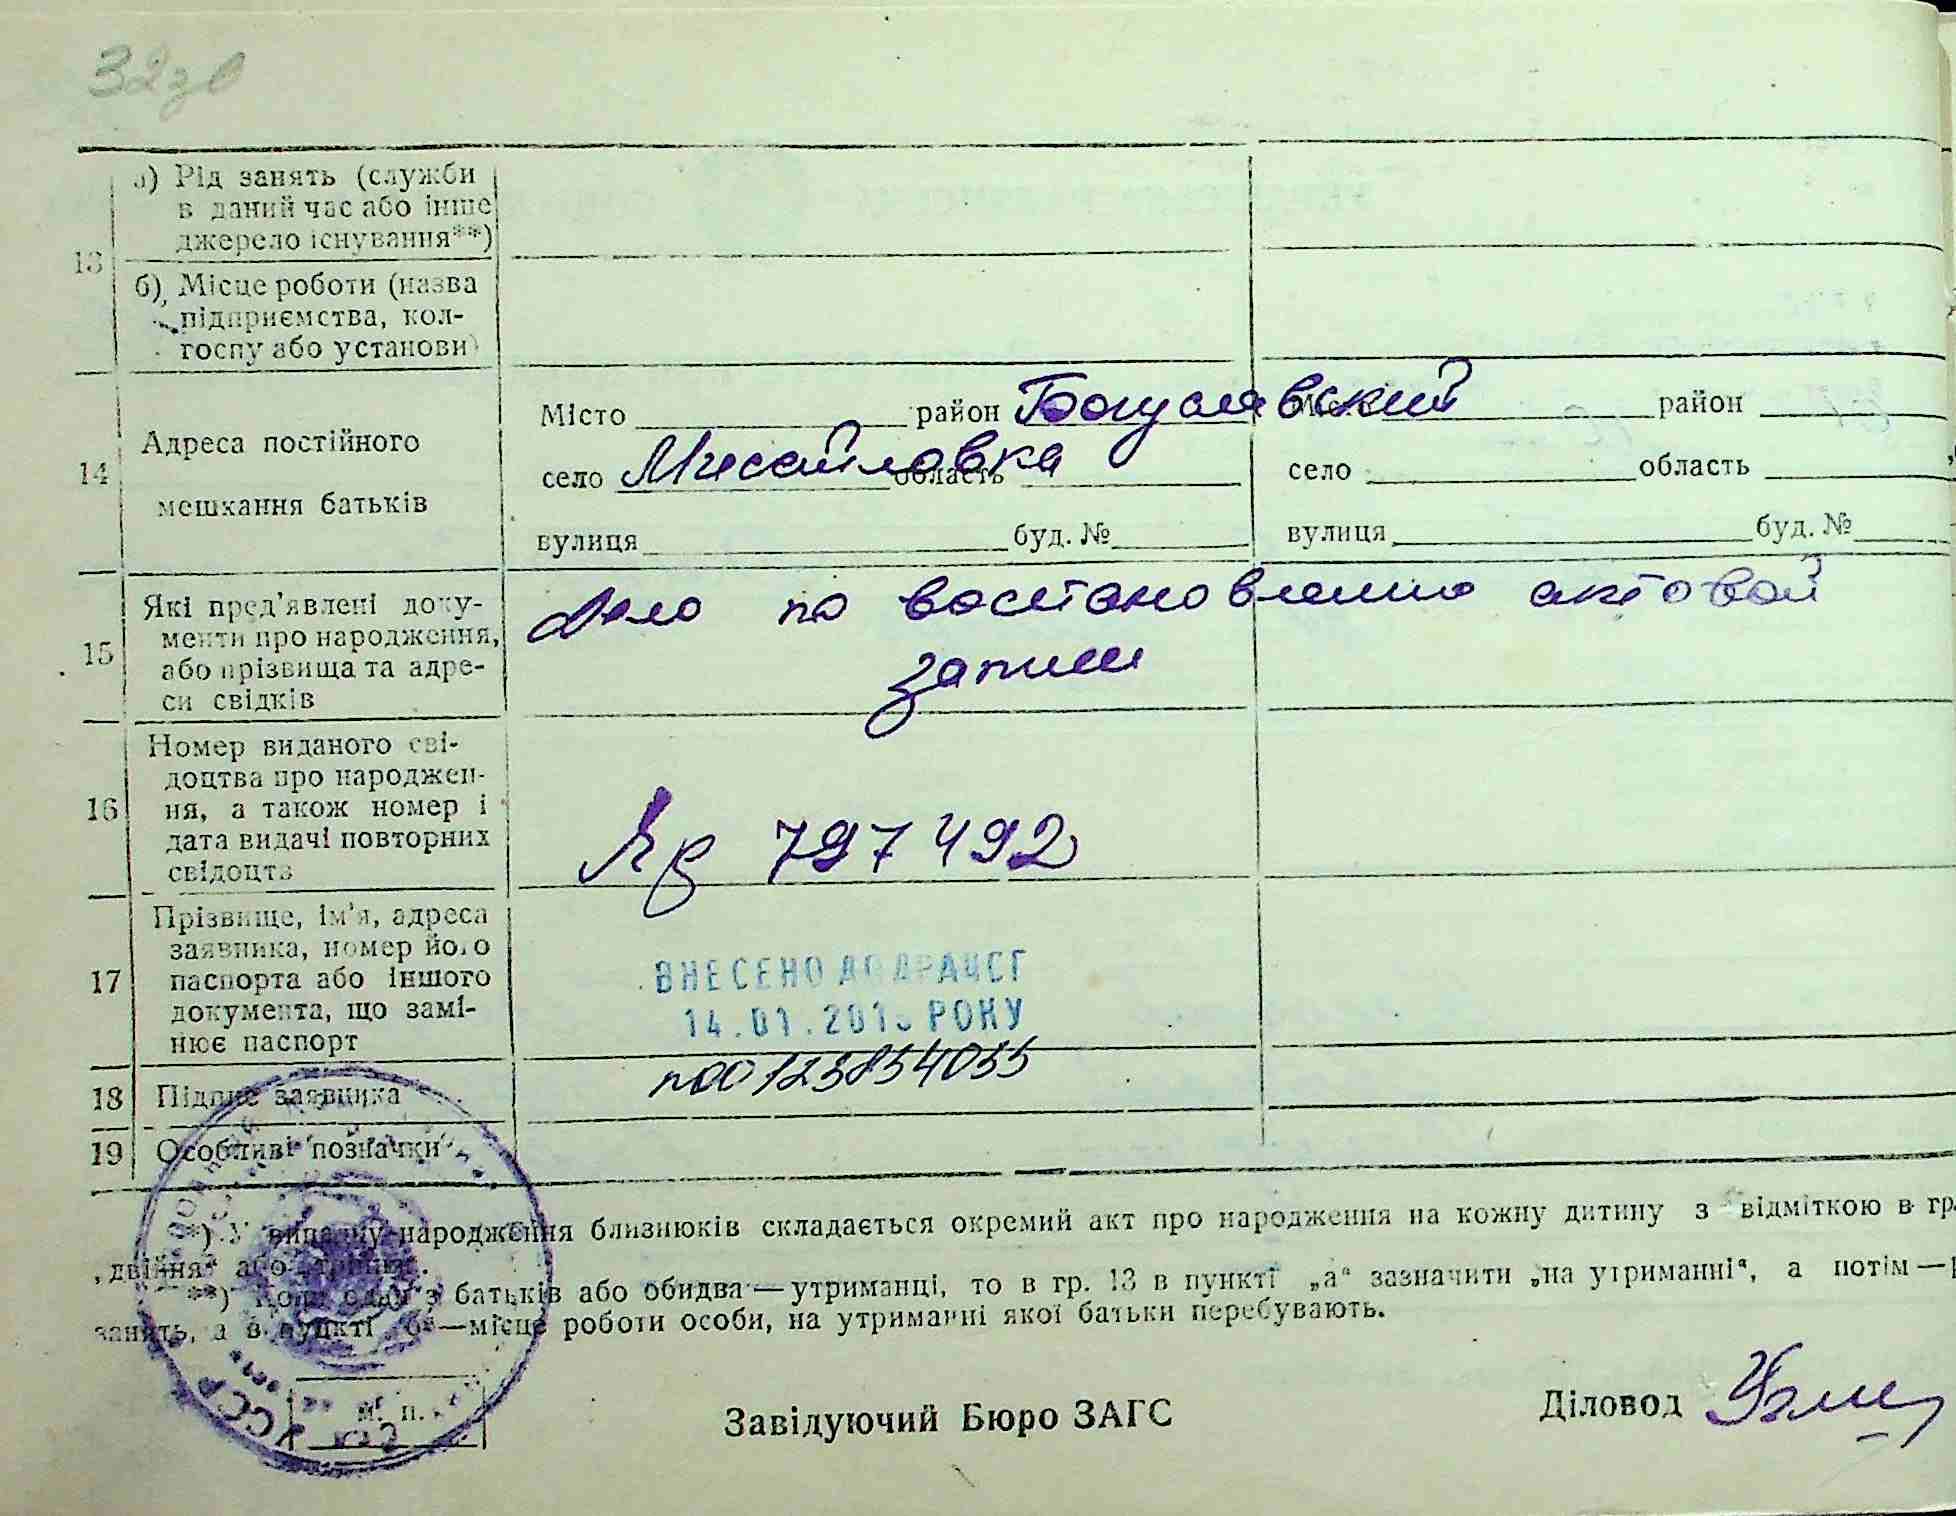 32зв
13
а) Рід занять (служби
в даний час або інше
джерело існування**)
б) Місце роботи (назва
підприємства, кол-
госпу або установи)
14
Адреса постійного
мешкання батьків
Місто район Богуславский район
село Михайловка область село область
вулиця буд. № вулиця буд. №
15
Які пред'явлені доку-
менти про народження,
або прізвища та адре-
си свідків
Дело по восстановлению актовой
записи
16
Номер виданого сві-
доцтва про народжен-
ня, а також номер і
дата видачі повторних
свідоцтв
797492
17
Прізвище, ім'я, адреса
заявника, номер його
паспорта або іншого
документа, що замі-
нює паспорт
ВНЕСЕНО ДО ДРАЦСГ
14.01.201 РОКУ
18 Підпис заявника
19 Особливі позначки
*) У випадку народження близнюків складається окремий акт про народження на кожну дитину з відміткою в гр.
„двійня" або „трійня".
**) Коли один з батьків або обидва — утриманці, то в гр. 13 в пункті „а" зазначити „на утриманні", а потім —
занять, а в пункті „б" — місце роботи особи, на утриманні якої батьки перебувають.
УССР
м. п.
Завідуючий Бюро ЗАГС
Діловод